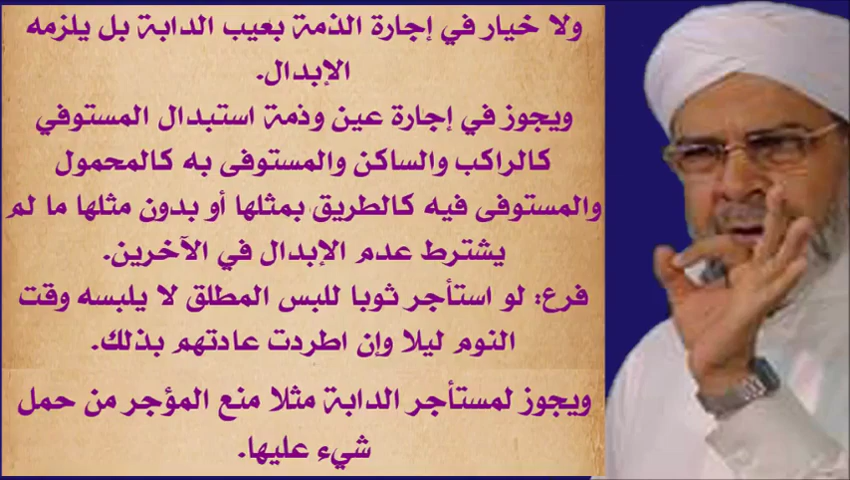 ولا خيار في إجارة الذمة بعيب الدابة بل يلزمه
الإبدال.
ويجوز في إجارة عين وذمة استبدال المستوفي
كالراكب والساكن والمستوفى به كالمحمول
والمستوفى فيه كالطريق بمثلها أو بدون مثلها ما لم
يشترط عدم الإبدال في الآخرين.
فرع: لو استأجر ثوبا للبس المطلق لا يلبسه وقت
النوم ليلا وإن اطردت عادتهم بذلك.
ويجوز لمستأجر الدابة مثلا منع المؤجر من حمل
شيء عليها.